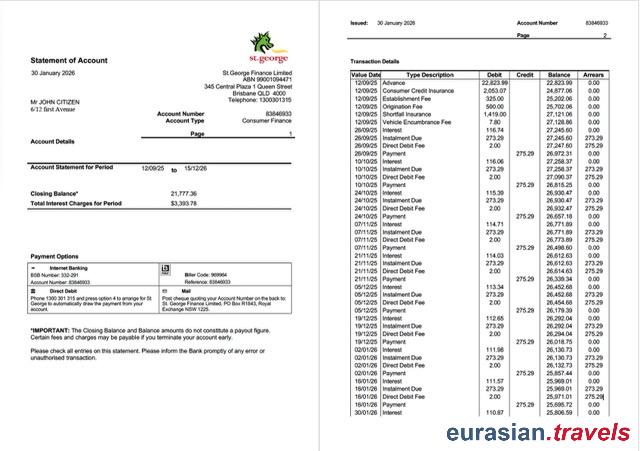 st.george
Statement of Account
30 January 2026
St.George Finance Limited
ABN 99001094471
345 Central Plaza 1 Queen Street
Brisbane QLD 4000
Telephone: 1300301315
Mr JOHN CITIZEN
6/12 first Avenue
Account Number 83846933
Account Type Consumer Finance
Page 1
Account Details
Account Statement for Period 12/09/25 to 15/12/26
Closing Balance* 21,777.36
Total Interest Charges for Period $3,393.78
Payment Options
Internet Banking
BSB Number: 332-291
Account Number: 83846933
Biller Code: 969964
Reference: 83846933
Direct Debit
Phone 1300 301 315 and press option 4 to arrange for St
George to automatically draw the payment from your
account.
Mail
Post cheque quoting your Account Number on the back to:
St. George Finance Limited, PO Box R1843, Royal
Exchange NSW 1225.
*IMPORTANT: The Closing Balance and Balance amounts do not constitute a payout figure.
Certain fees and charges may be payable if you terminate your account early.
Please check all entries on this statement. Please inform the Bank promptly of any error or
unauthorised transaction.
Issued: 30 January 2026 Account Number 83846933
Page 2
Transaction Details
Value Date Type Description Debit Credit Balance Arrears
12/09/25 Advance 22,823.99 22,823.99 0.00
12/09/25 Consumer Credit Insurance 2,053.07 24,877.06 0.00
12/09/25 Establishment Fee 325.00 25,202.06 0.00
12/09/25 Origination Fee 500.00 25,702.06 0.00
12/09/25 Shortfall Insurance 1,419.00 27,121.06 0.00
12/09/25 Vehicle Encumbrance Fee 7.80 27,128.86 0.00
26/09/25 Interest 116.74 27,245.60 0.00
26/09/25 Instalment Due 273.29 27,245.60 273.29
26/09/25 Direct Debit Fee 2.00 27,247.60 275.29
26/09/25 Payment 275.29 26,972.31 0.00
10/10/25 Interest 116.06 27,258.37 0.00
10/10/25 Instalment Due 273.29 27,258.37 273.29
10/10/25 Direct Debit Fee 2.00 27,090.37 275.29
10/10/25 Payment 275.29 26,815.25 0.00
24/10/25 Interest 115.39 26,930.47 0.00
24/10/25 Instalment Due 273.29 26,930.47 273.29
24/10/25 Direct Debit Fee 2.00 26,932.47 275.29
24/10/25 Payment 275.29 26,657.18 0.00
07/11/25 Interest 114.71 26,771.89 0.00
07/11/25 Instalment Due 273.29 26,771.89 273.29
07/11/25 Direct Debit Fee 2.00 26,773.89 275.29
07/11/25 Payment 275.29 26,498.60 0.00
21/11/25 Interest 114.03 26,612.63 0.00
21/11/25 Instalment Due 273.29 26,612.63 273.29
21/11/25 Direct Debit Fee 2.00 26,614.63 275.29
21/11/25 Payment 275.29 26,339.34 0.00
05/12/25 Interest 113.34 26,452.68 0.00
05/12/25 Instalment Due 273.29 26,452.68 273.29
05/12/25 Direct Debit Fee 2.00 26,454.68 275.29
05/12/25 Payment 275.29 26,179.39 0.00
19/12/25 Interest 112.65 26,292.04 0.00
19/12/25 Instalment Due 273.29 26,292.04 273.29
19/12/25 Direct Debit Fee 2.00 26,294.04 275.29
19/12/25 Payment 275.29 26,018.75 0.00
02/01/26 Interest 111.98 26,130.73 0.00
02/01/26 Instalment Due 273.29 26,130.73 273.29
02/01/26 Direct Debit Fee 2.00 26,132.73 275.29
02/01/26 Payment 275.29 25,857.44 0.00
16/01/26 Interest 111.57 25,969.01 0.00
16/01/26 Instalment Due 273.29 25,969.01 273.29
16/01/26 Direct Debit Fee 2.00 25,971.01 275.29
16/01/26 Payment 275.29 25,695.72 0.00
30/01/26 Interest 110.87 25,806.59 0.00
eurasian.travels